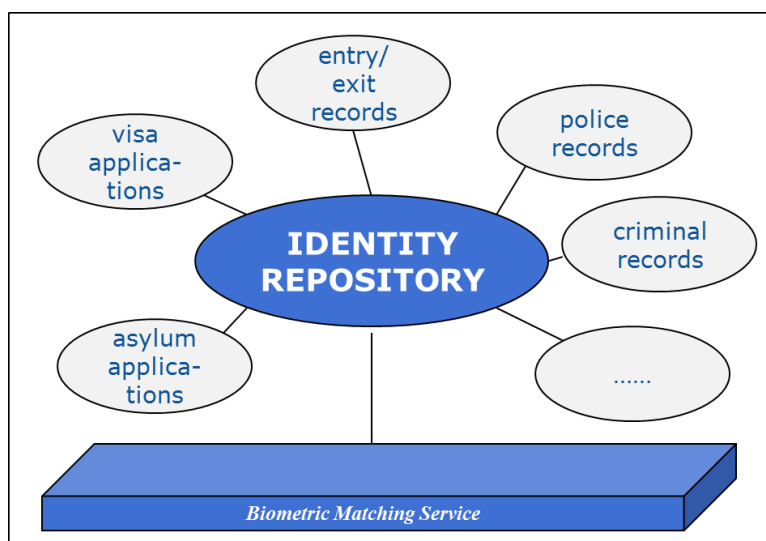 entry/
exit
records
visa
applica-
tions
police
records
IDENTITY
REPOSITORY
criminal
records
asylum
applica-
tions
......
Biometric Matching Service